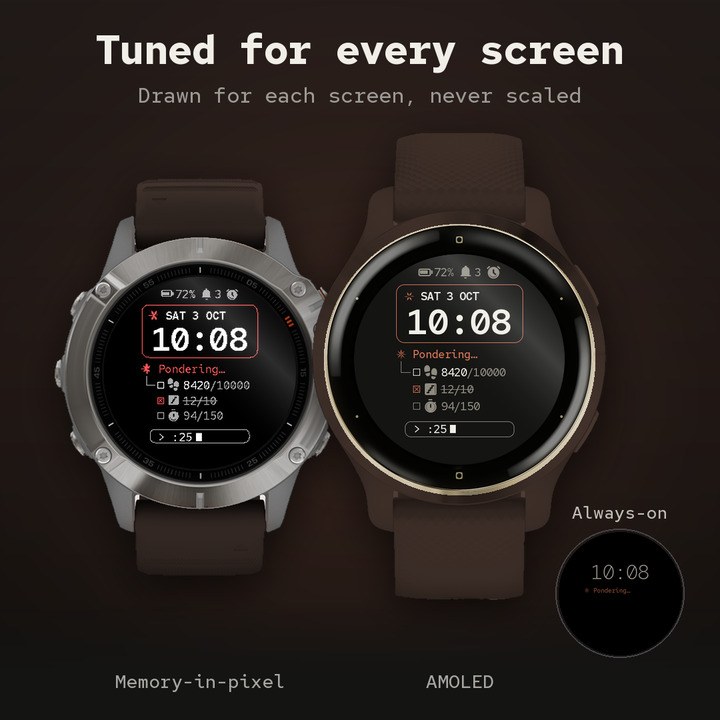 Tuned for every screen
Drawn for each screen, never scaled
72% 3
SAT 3 OCT
10:08
Pondering…
8420/10000
12/10
94/150
> :25
72% 3
SAT 3 OCT
10:08
Pondering…
8420/10000
12/10
94/150
> :25
Always-on
10:08
Pondering…
Memory-in-pixel
AMOLED